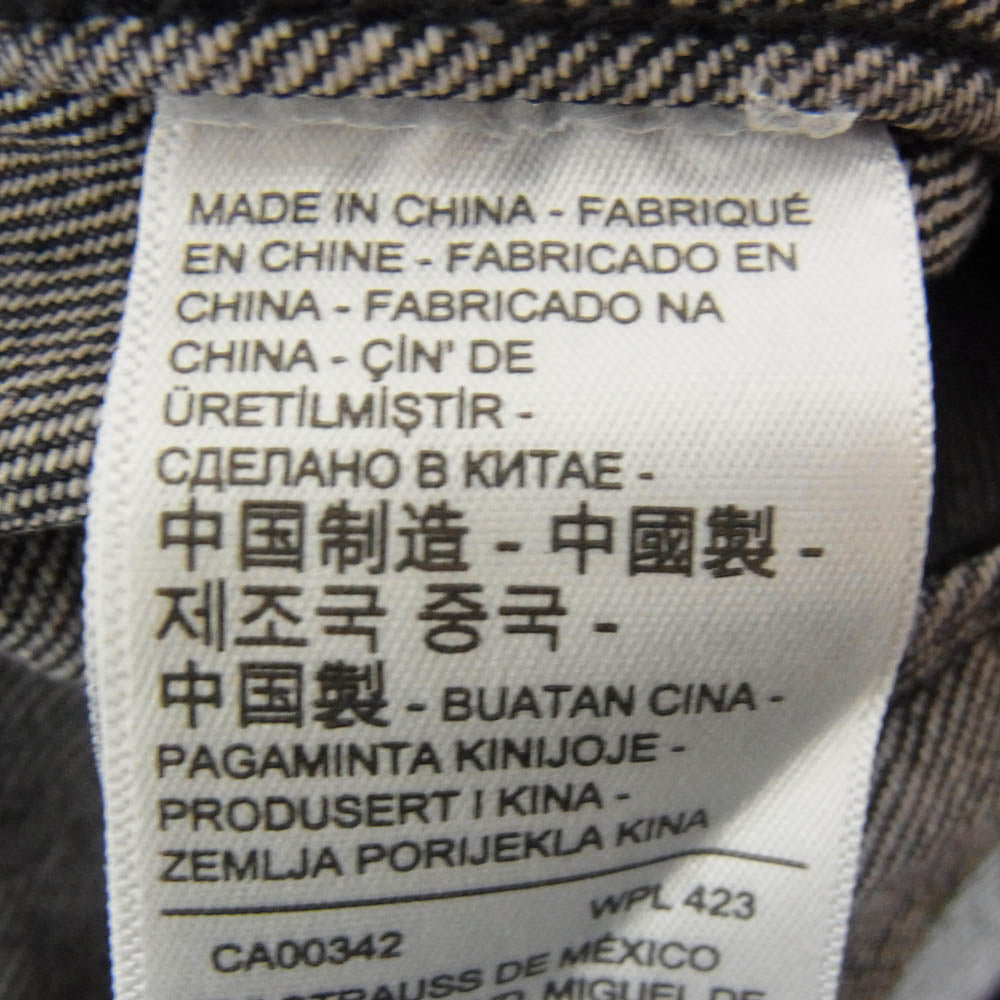 MADE IN CHINA - FABRIQUÉ
EN CHINE - FABRICADO EN
CHINA - FABRICADO NA
CHINA - ÇİN' DE
ÜRETİLMİŞTİR -
СДЕЛАНО В КИТАЕ -
中国制造 - 中國製 -
제조국 중국 -
中国製 - BUATAN CINA -
PAGAMINTA KINIJOJE -
PRODUSERT I KINA -
ZEMLJA PORIJEKLA KINA
WPL 423
CA00342
STRAUSS DE MÉXICO
MIGUEL DE